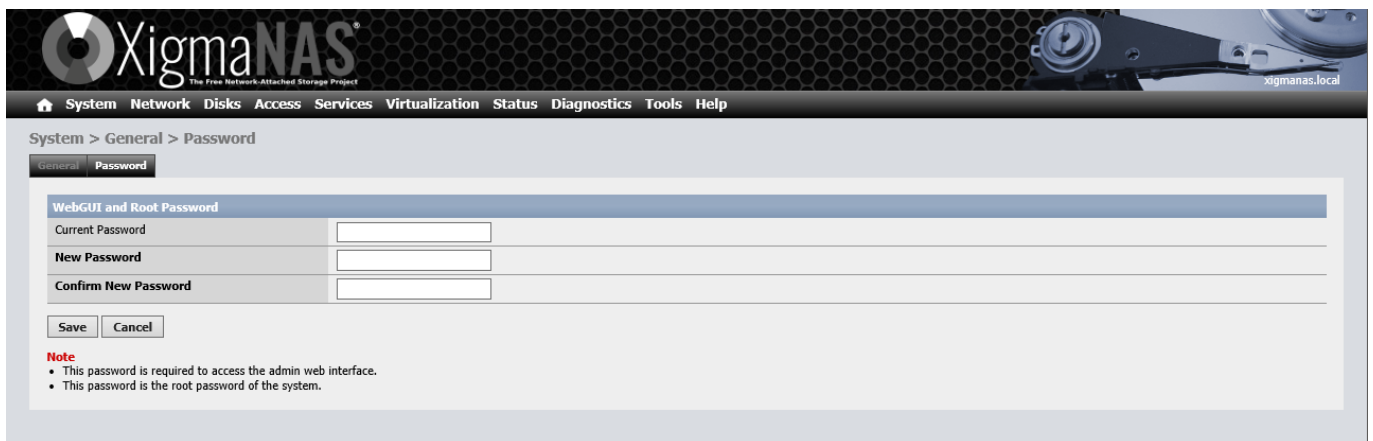 XigmaNAS®
The Free Network-Attached Storage Project
xigmanas.local
System Network Disks Access Services Virtualization Status Diagnostics Tools Help
System > General > Password
General Password
WebGUI and Root Password
Current Password
New Password
Confirm New Password
Save Cancel
Note
• This password is required to access the admin web interface.
• This password is the root password of the system.